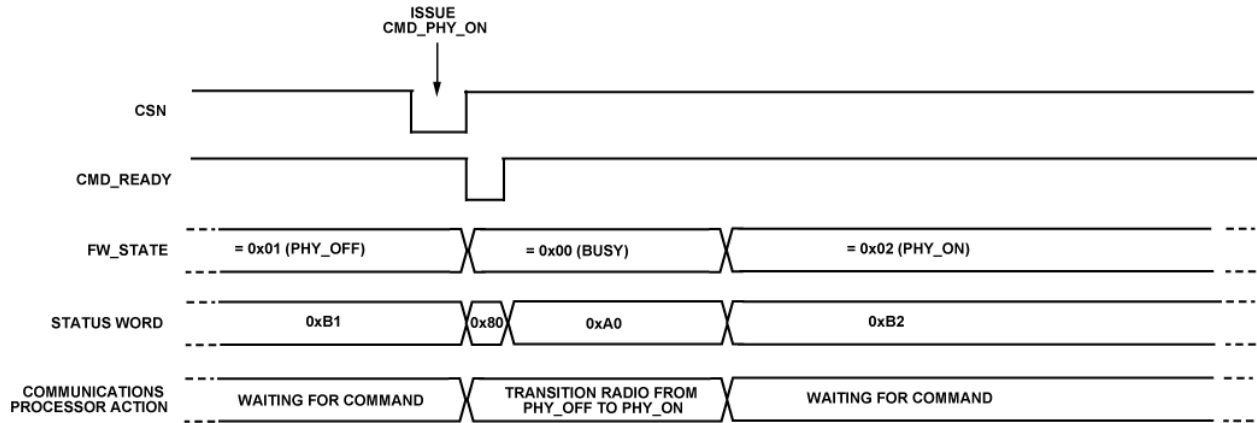 ISSUE
CMD_PHY_ON
CSN
CMD_READY
FW_STATE
= 0x01 (PHY_OFF)
= 0x00 (BUSY)
= 0x02 (PHY_ON)
STATUS WORD
0xB1
0x80
0xA0
0xB2
COMMUNICATIONS
PROCESSOR ACTION
WAITING FOR COMMAND
TRANSITION RADIO FROM
PHY_OFF TO PHY_ON
WAITING FOR COMMAND